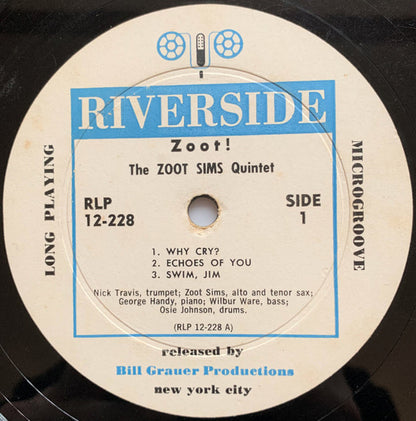 RIVERSIDE
Zoot!
The ZOOT SIMS Quintet
RLP
12-228
SIDE
1
LONG PLAYING
MICROGROOVE
1. WHY CRY?
2. ECHOES OF YOU
3. SWIM, JIM
Nick Travis, trumpet; Zoot Sims, alto and tenor sax;
George Handy, piano; Wilbur Ware, bass;
Osie Johnson, drums.
(RLP 12-228 A)
released by
Bill Grauer Productions
new york city